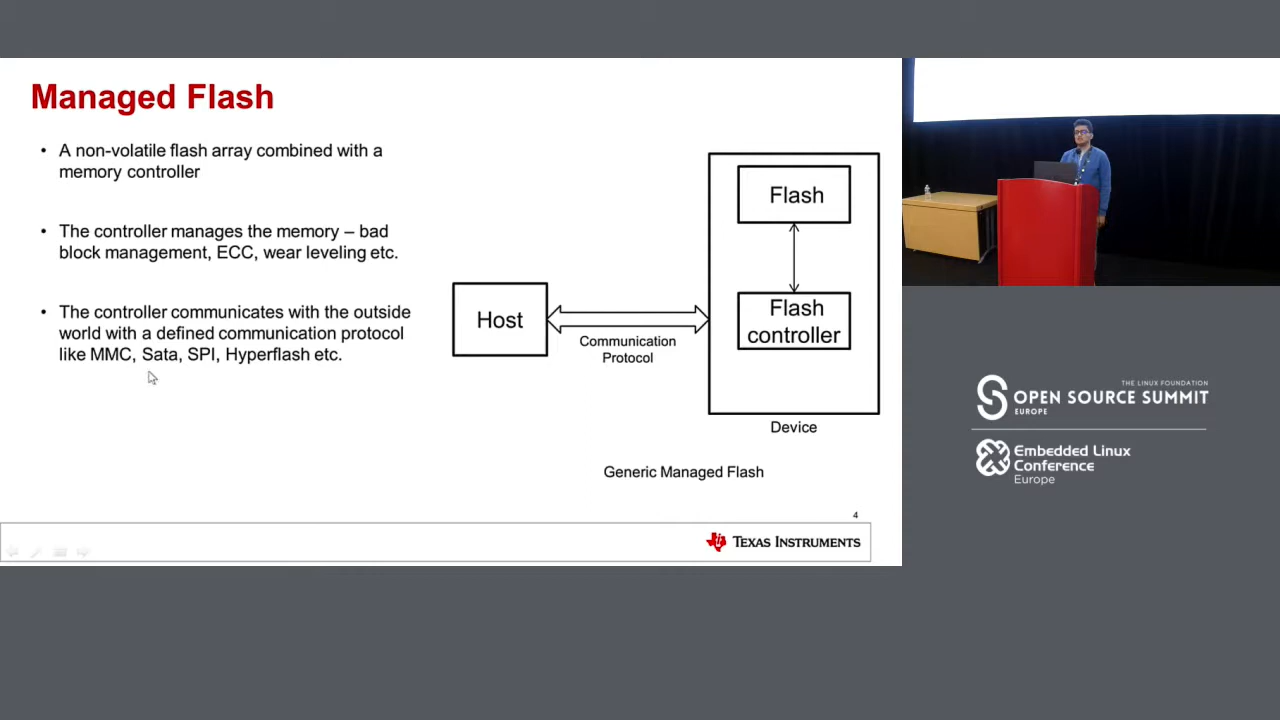 Managed Flash
• A non-volatile flash array combined with a
memory controller
• The controller manages the memory – bad
block management, ECC, wear leveling etc.
• The controller communicates with the outside
world with a defined communication protocol
like MMC, Sata, SPI, Hyperflash etc.
Host
Communication
Protocol
Flash
Flash
controller
Device
Generic Managed Flash
4
TEXAS INSTRUMENTS
THE LINUX FOUNDATION
OPEN SOURCE SUMMIT
EUROPE
Embedded Linux
Conference
Europe